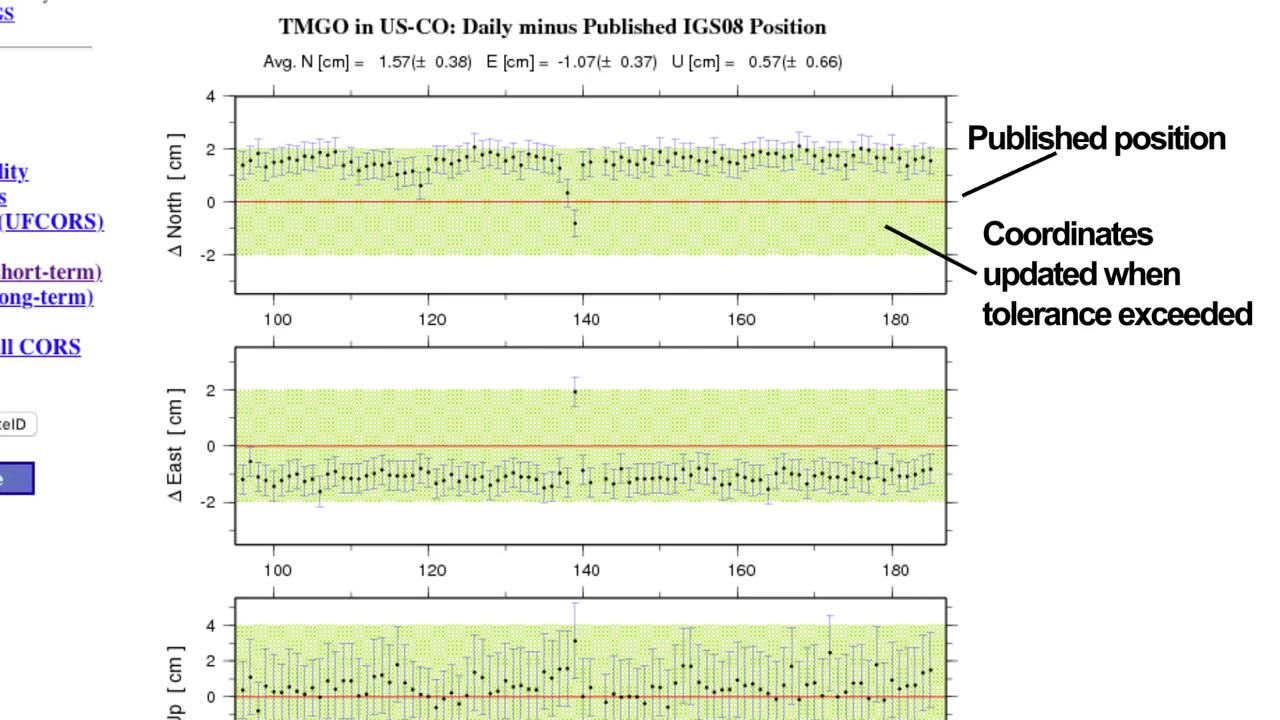 GS
TMGO in US-CO: Daily minus Published IGS08 Position
Avg. N [cm] = 1.57(± 0.38) E [cm] = -1.07(± 0.37) U [cm] = 0.57(± 0.66)
4
2
0
-2
Δ North [cm]
100 120 140 160 180
Published position
Coordinates
updated when
tolerance exceeded
lity
s
(UFCORS)
hort-term)
ong-term)
ll CORS
teID
e
2
0
-2
Δ East [cm]
100 120 140 160 180
4
2
0
Up [cm]